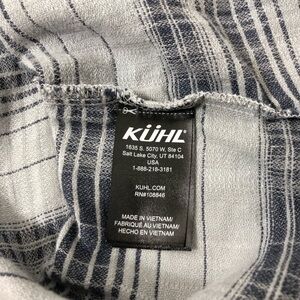 KÜHL
1635 S. 5070 W, Ste C
Salt Lake City, UT 84104
USA
1-888-218-3181
KUHL.COM
RN#108846
MADE IN VIETNAM/
FABRIQUÉ AU VIETNAM/
HECHO EN VIETNAM